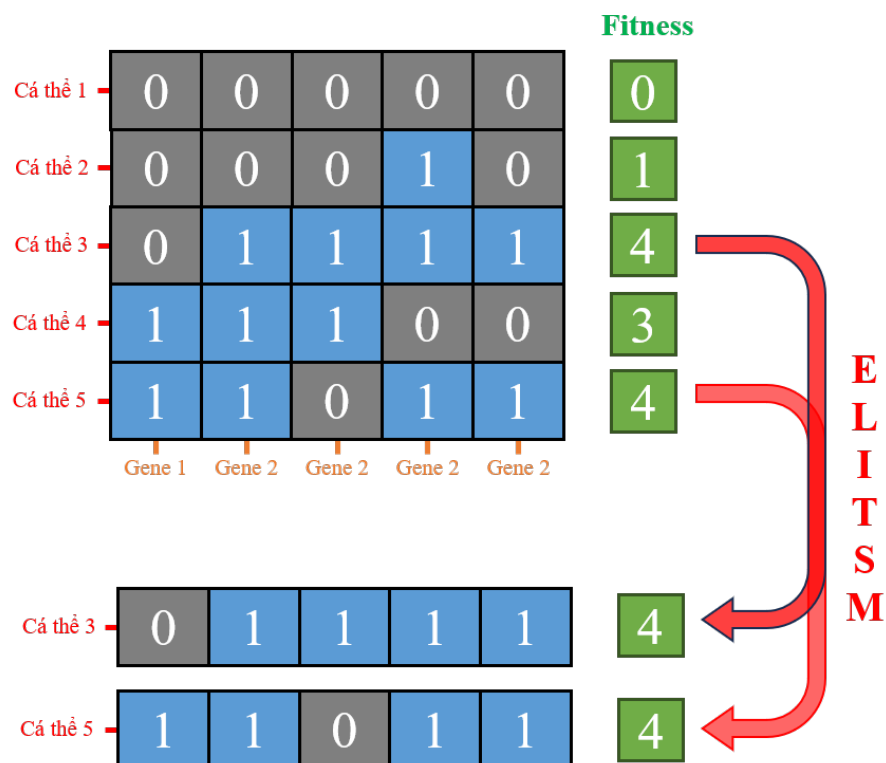 Fitness
Cá thể 1 0 0 0 0 0 0
Cá thể 2 0 0 0 1 0 1
Cá thể 3 0 1 1 1 1 4
Cá thể 4 1 1 1 0 0 3
Cá thể 5 1 1 0 1 1 4
Gene 1 Gene 2 Gene 2 Gene 2 Gene 2
E
L
I
T
S
M
Cá thể 3 0 1 1 1 1 4
Cá thể 5 1 1 0 1 1 4